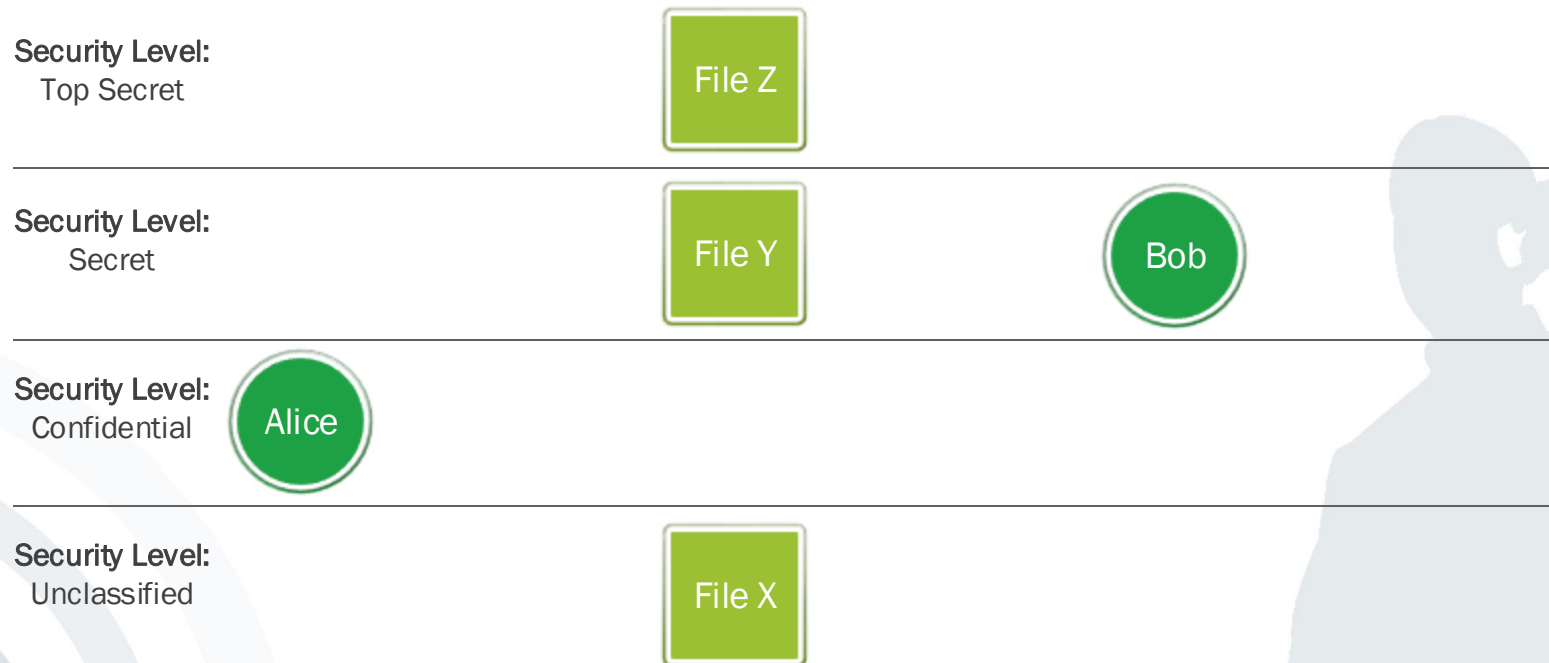 Security Level:
Top Secret
File Z
Security Level:
Secret
File Y
Bob
Security Level:
Confidential
Alice
Security Level:
Unclassified
File X